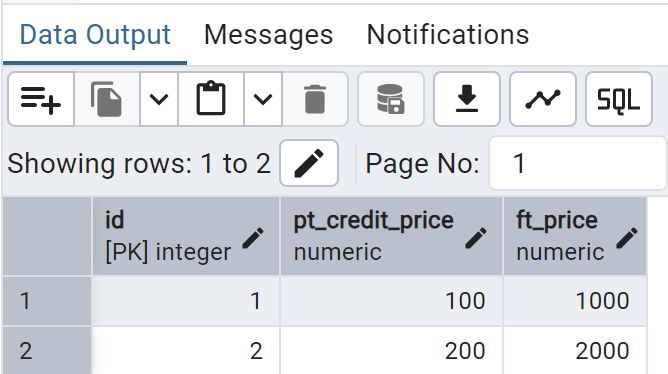 Data Output Messages Notifications
SQL
Showing rows: 1 to 2 Page No: 1
id pt_credit_price ft_price
[PK] integer numeric numeric
1 1 100 1000
2 2 200 2000